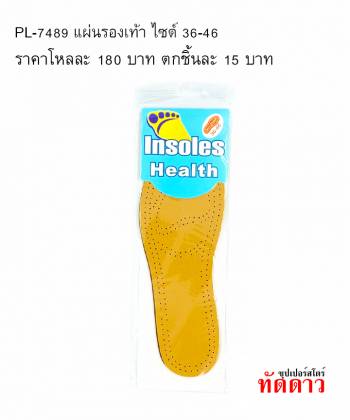 PL-7489 แผ่นรองเท้า ไซต์ 36-46
ราคาโหลละ 180 บาท ตกชิ้นละ 15 บาท
Insoles
Health
ซุปเปอร์สโตร์
ทัดดาว